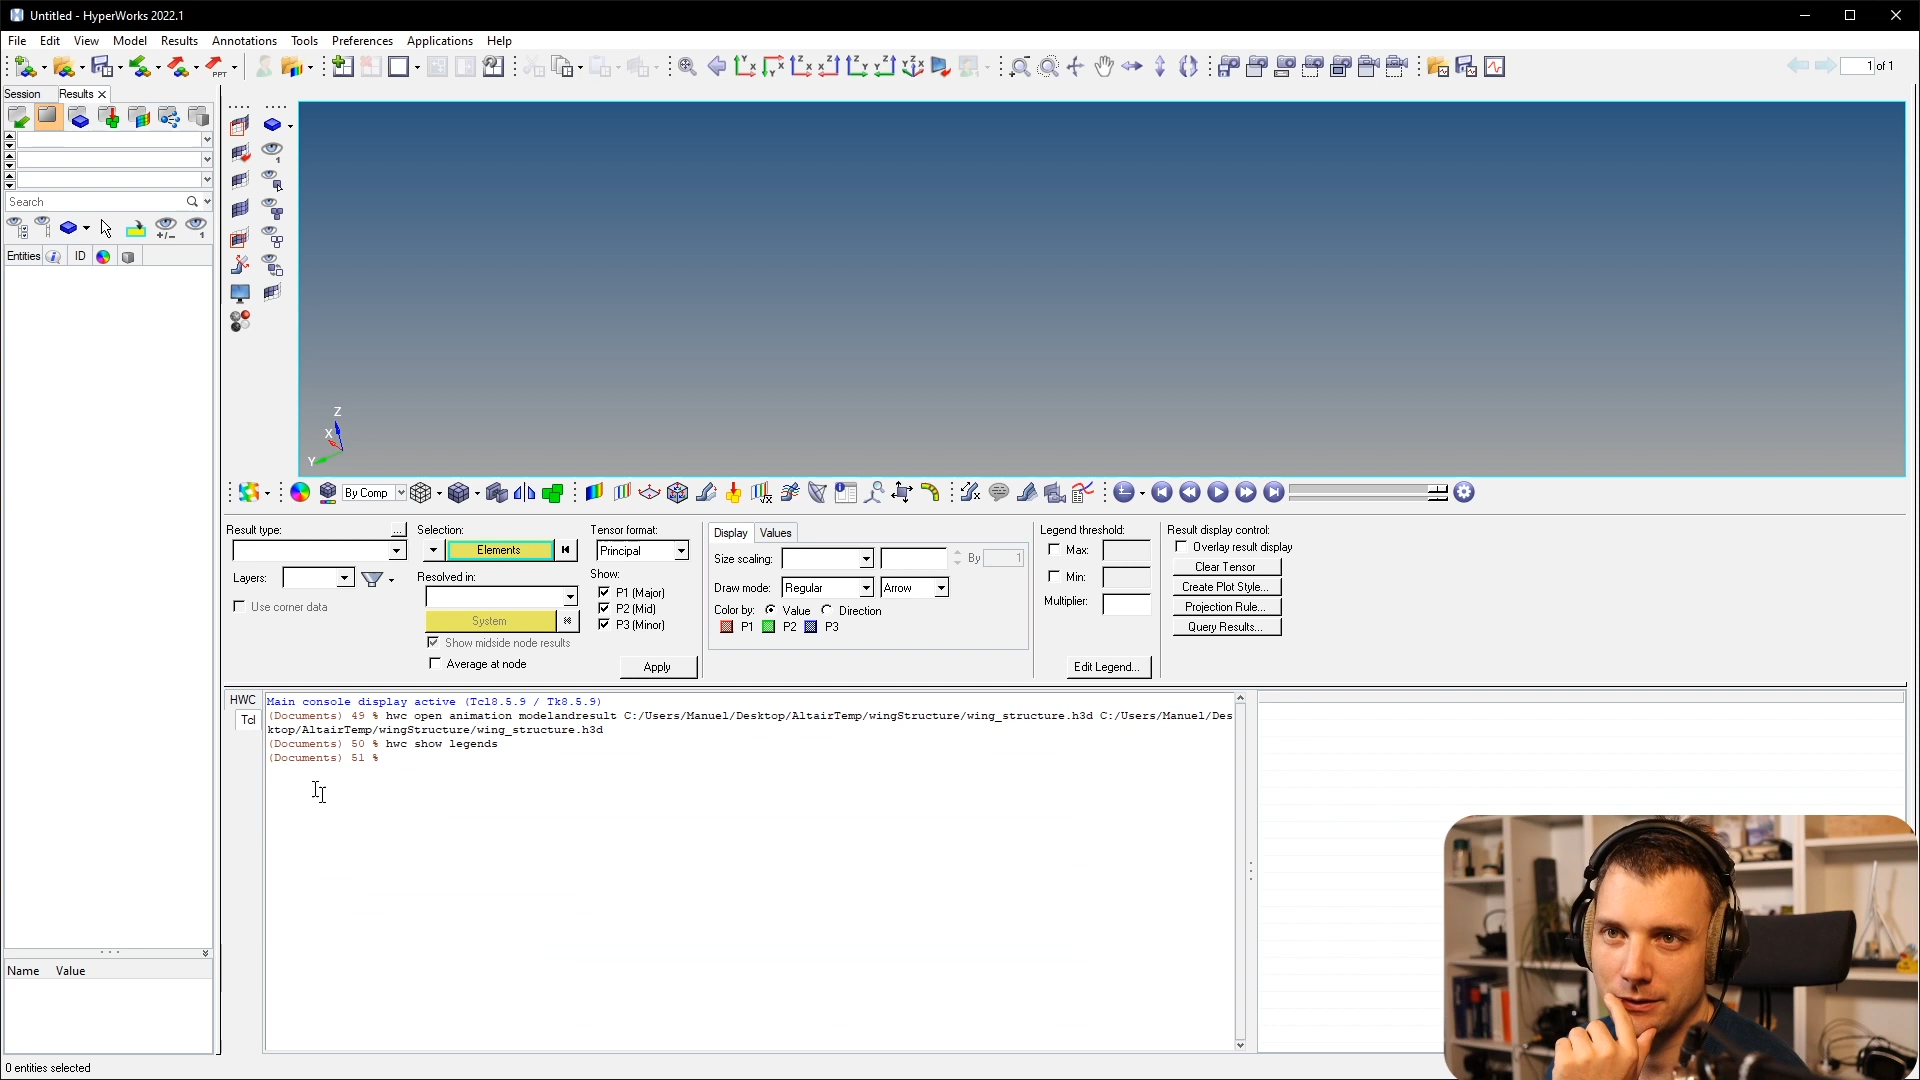 Untitled - HyperWorks 2022.1
File Edit View Model Results Annotations Tools Preferences Applications Help
PPT
1 of 1
Session Results
Search
Entities ID
Z
X
Y
By Comp
Result type: ...
Layers:
Use corner data
Selection:
Elements
Resolved in:
System
Show midside node results
Average at node
Tensor format:
Principal
Show:
P1 (Major)
P2 (Mid)
P3 (Minor)
Apply
Display Values
Size scaling: By 1
Draw mode: Regular Arrow
Color by: Value Direction
P1 P2 P3
Legend threshold:
Max:
Min:
Multiplier:
Edit Legend...
Result display control:
Overlay result display
Clear Tensor
Create Plot Style...
Projection Rule...
Query Results...
HWC
Tcl
Main console display active (Tcl8.5.9 / Tk8.5.9)
(Documents) 49 % hwc open animation modelandresult C:/Users/Manuel/Desktop/AltairTemp/wingStructure/wing_structure.h3d C:/Users/Manuel/Des
ktop/AltairTemp/wingStructure/wing_structure.h3d
(Documents) 50 % hwc show legends
(Documents) 51 %
Name Value
0 entities selected